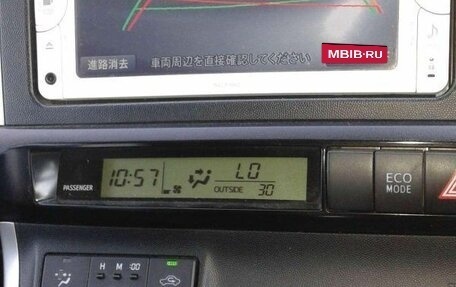 進路消去
車両周辺を直接確認してください
MBIB·RU
PASSENGER
10:57
LO
OUTSIDE 30
ECO
MODE
H M :00